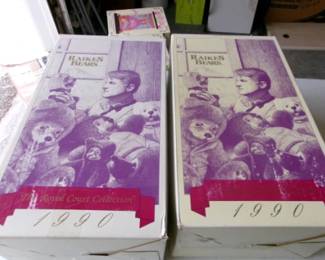 RAIKES
BEARS
The Royal Court Collection
1990
RAIKES
BEARS
1990